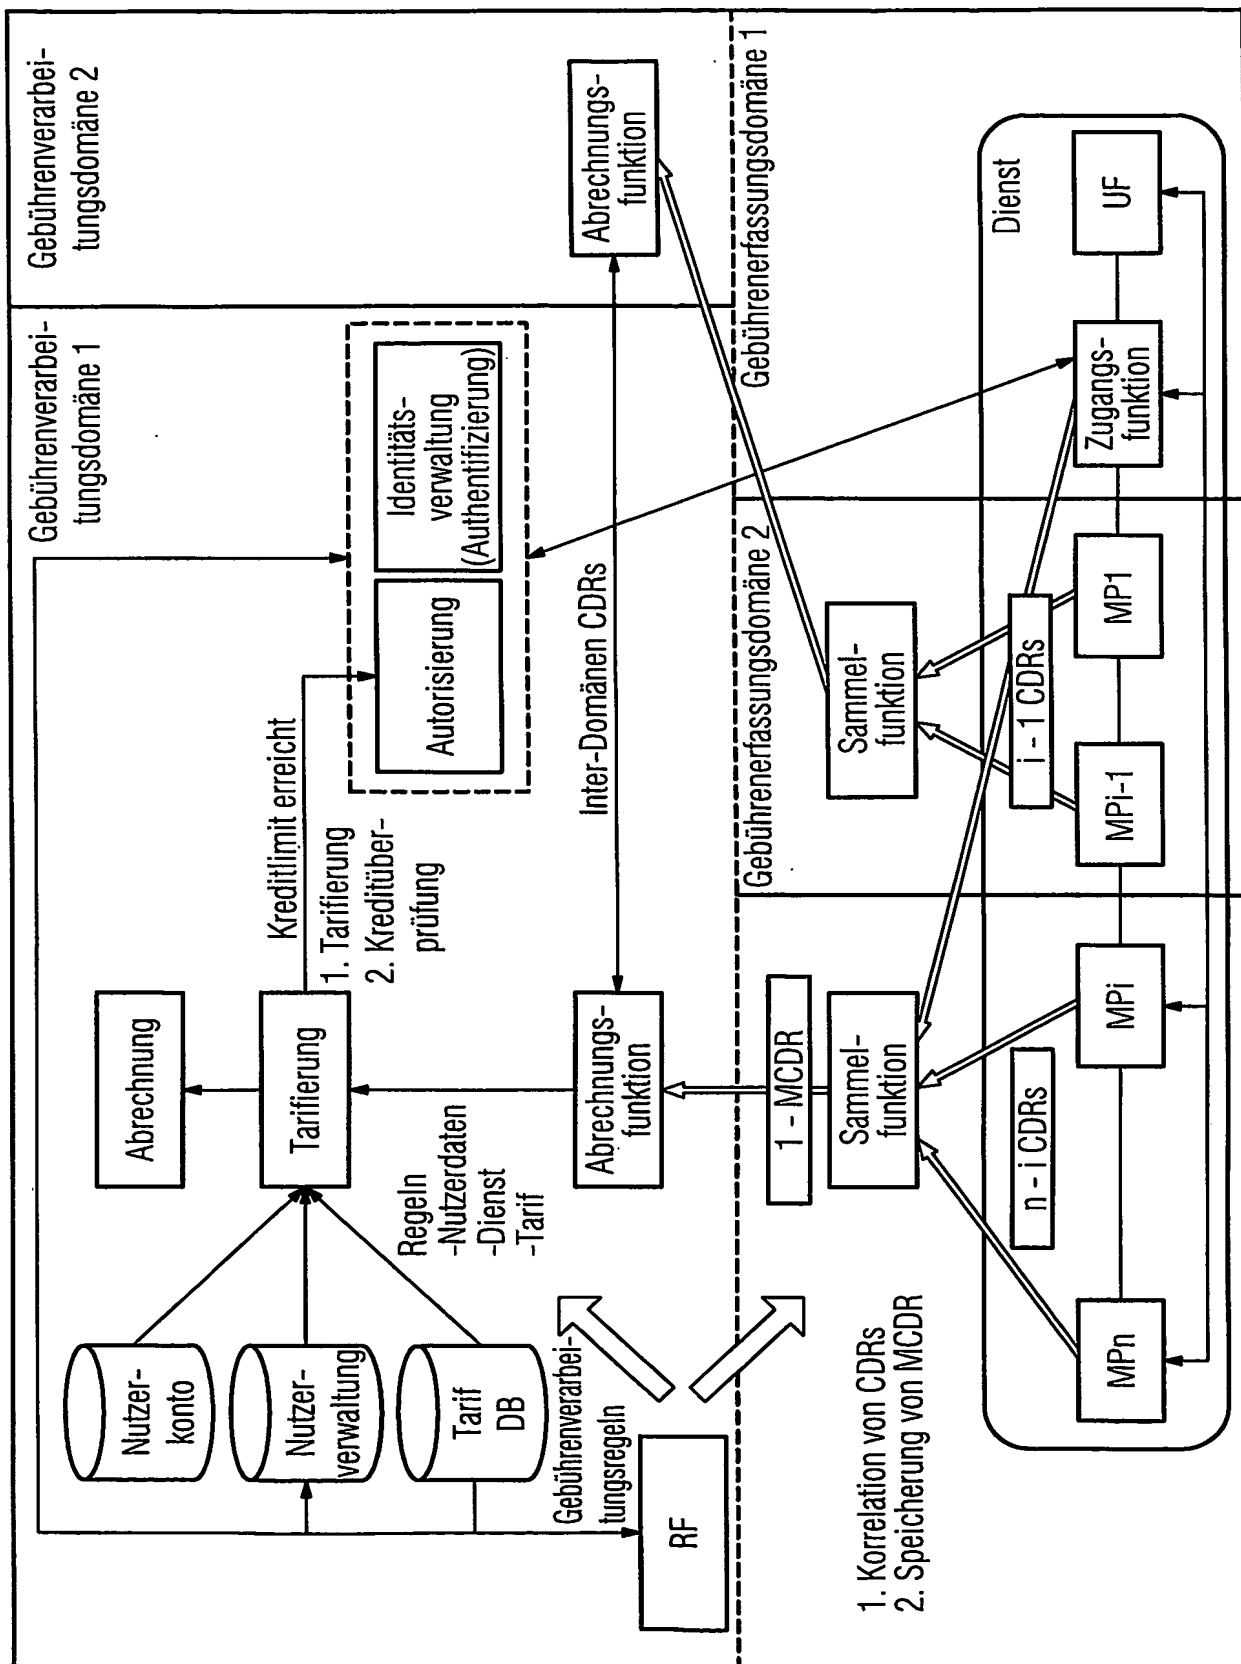 Gebührenverarbei-
tungsdomäne 1
Gebührenverarbei-
tungsdomäne 2
Nutzer-
konto
Abrechnung
Nutzer-
verwaltung
Tarifierung
Kreditlimit erreicht
1. Tarifierung
2. Kreditüber-
prüfung
Tarif
DB
Regeln
-Nutzerdaten
-Dienst
-Tarif
Autorisierung
Identitäts-
verwaltung
(Authentifizierung)
Gebührenverarbei-
tungsregeln
RF
Abrechnungs-
funktion
Inter-Domänen CDRs
Abrechnungs-
funktion
Gebührenerfassungsdomäne 2
Gebührenerfassungsdomäne 1
1 - MCDR
Sammel-
funktion
Sammel-
funktion
1. Korrelation von CDRs
2. Speicherung von MCDR
Dienst
n - i CDRs
i - 1 CDRs
MPn
MPi
MPi-1
MP1
Zugangs-
funktion
UF